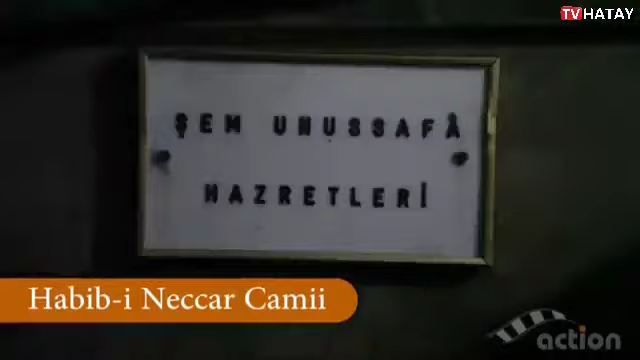 TVHATAY
ŞEM UNUSSAFÂ
HAZRETLERİ
Habib-i Neccar Camii
action